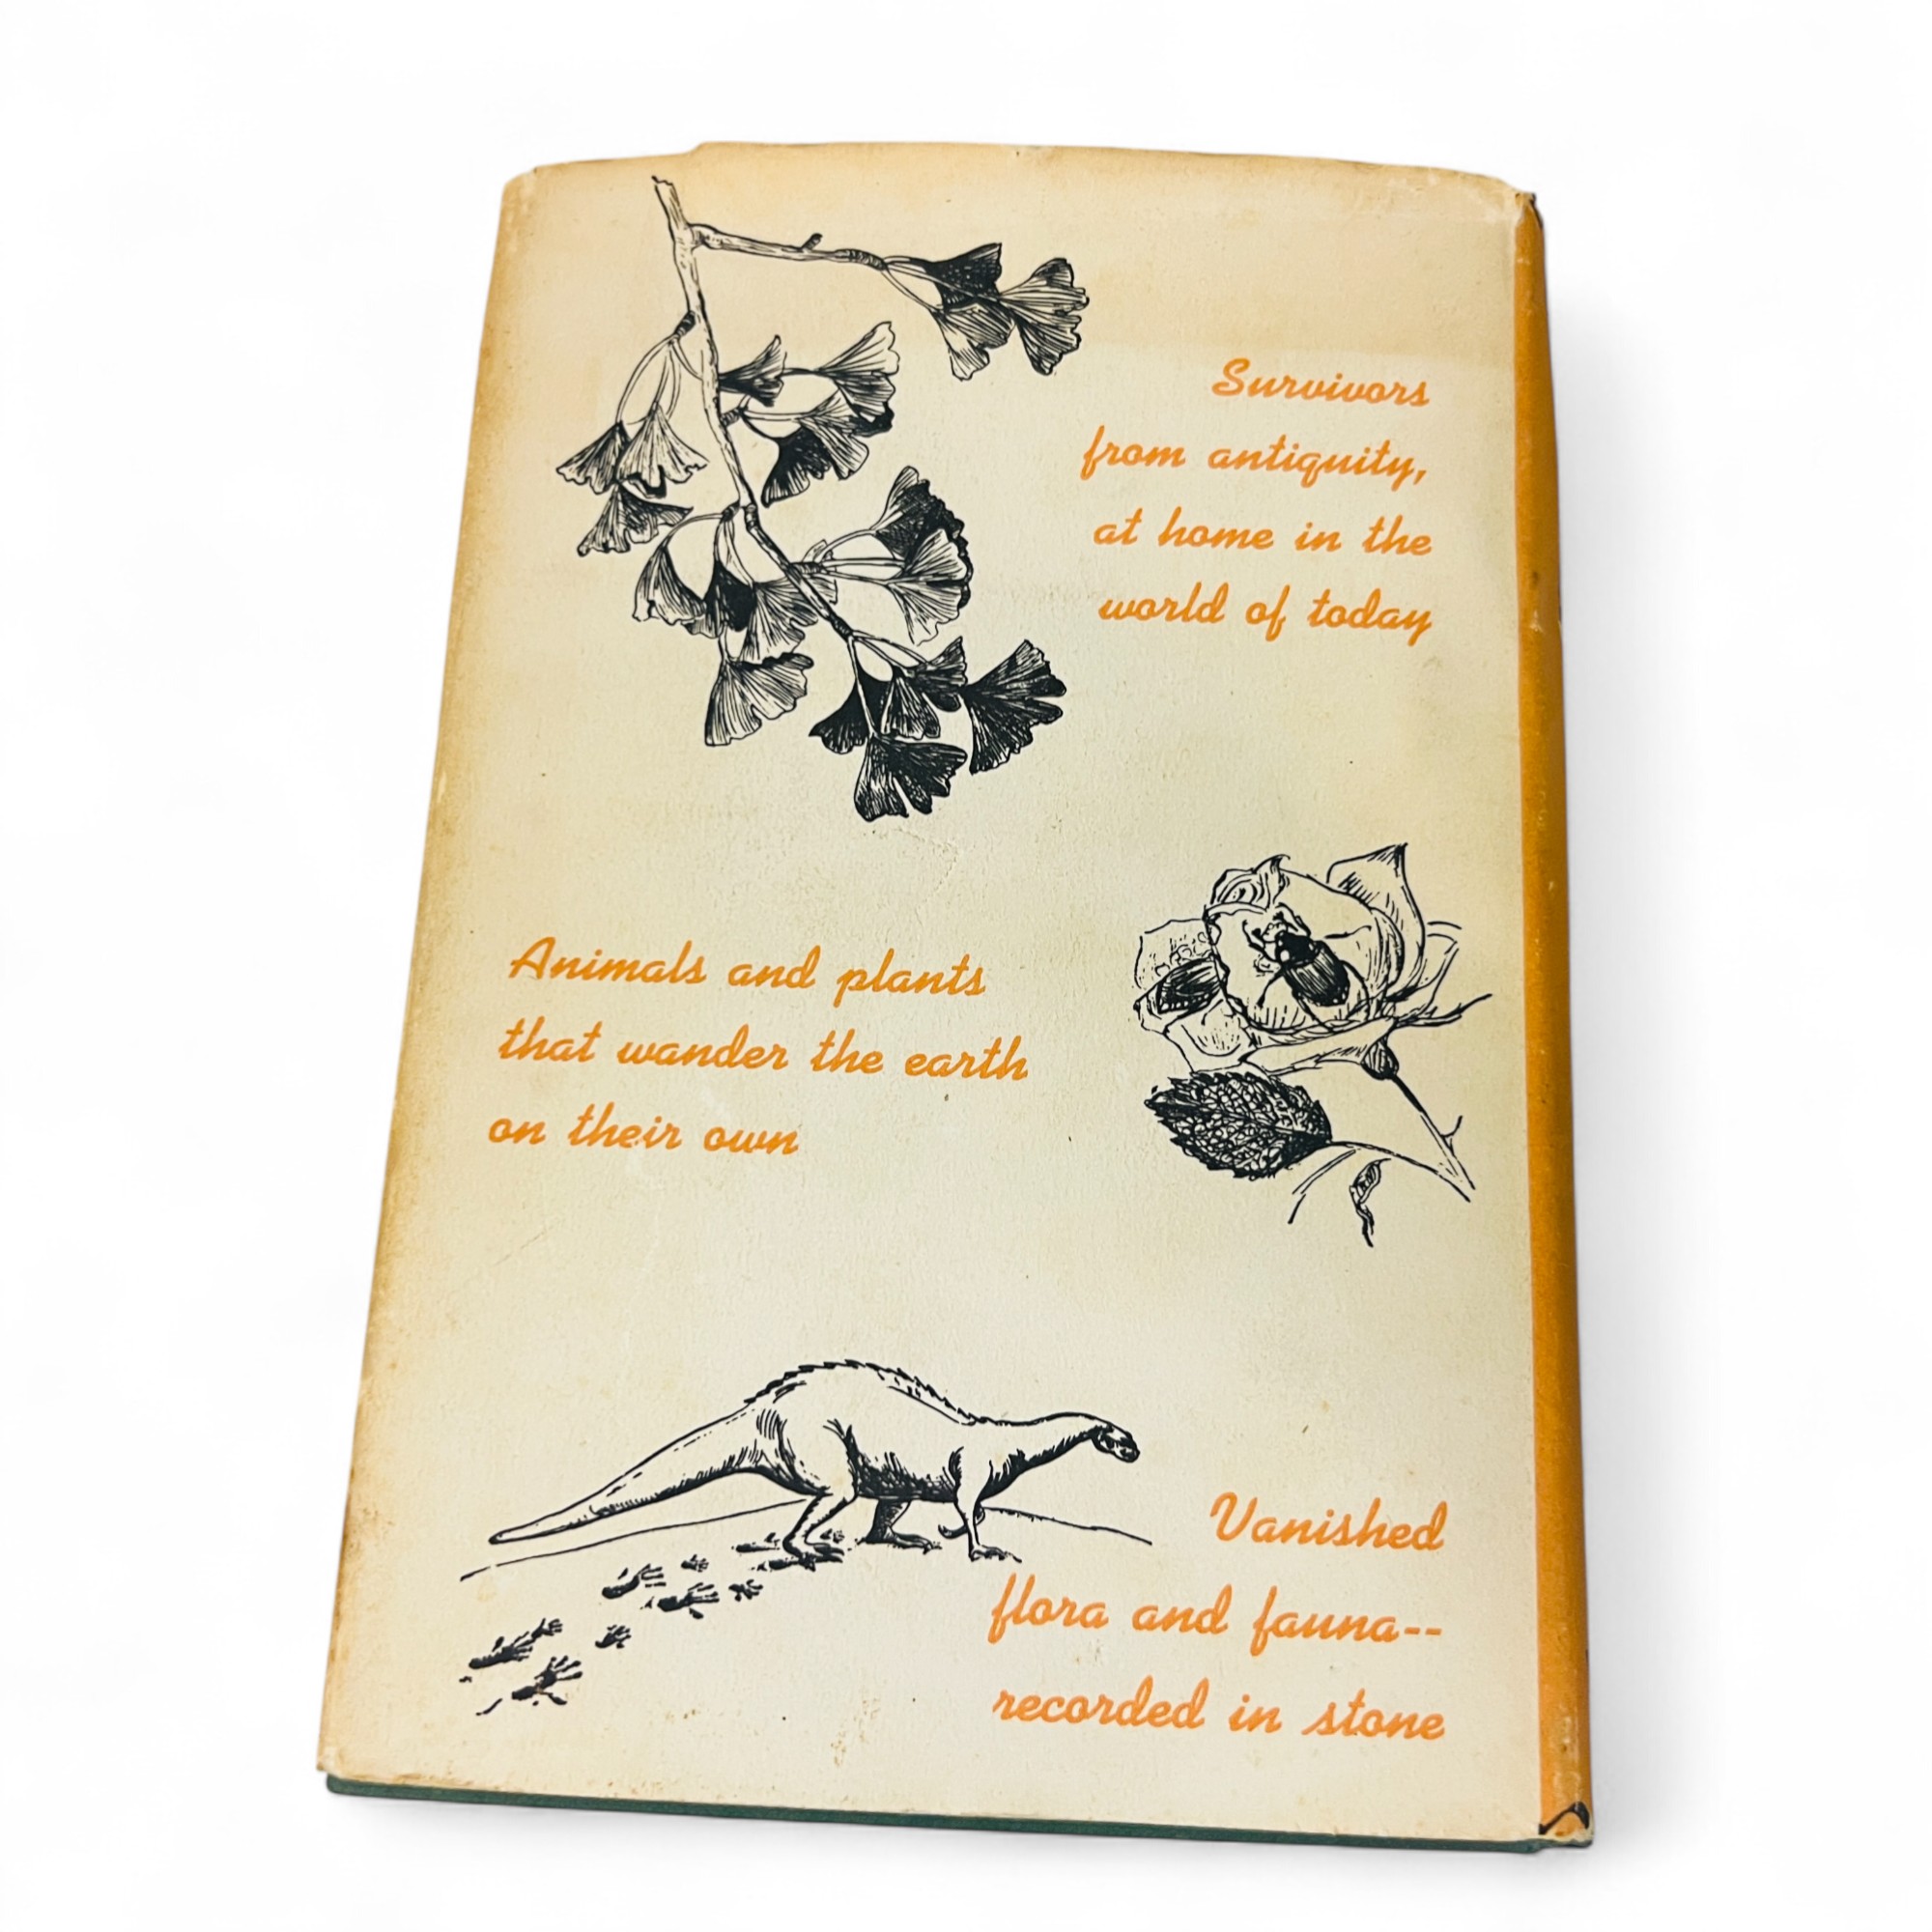 Survivors
from antiquity,
at home in the
world of today
Animals and plants
that wander the earth
on their own
Vanished
flora and fauna--
recorded in stone